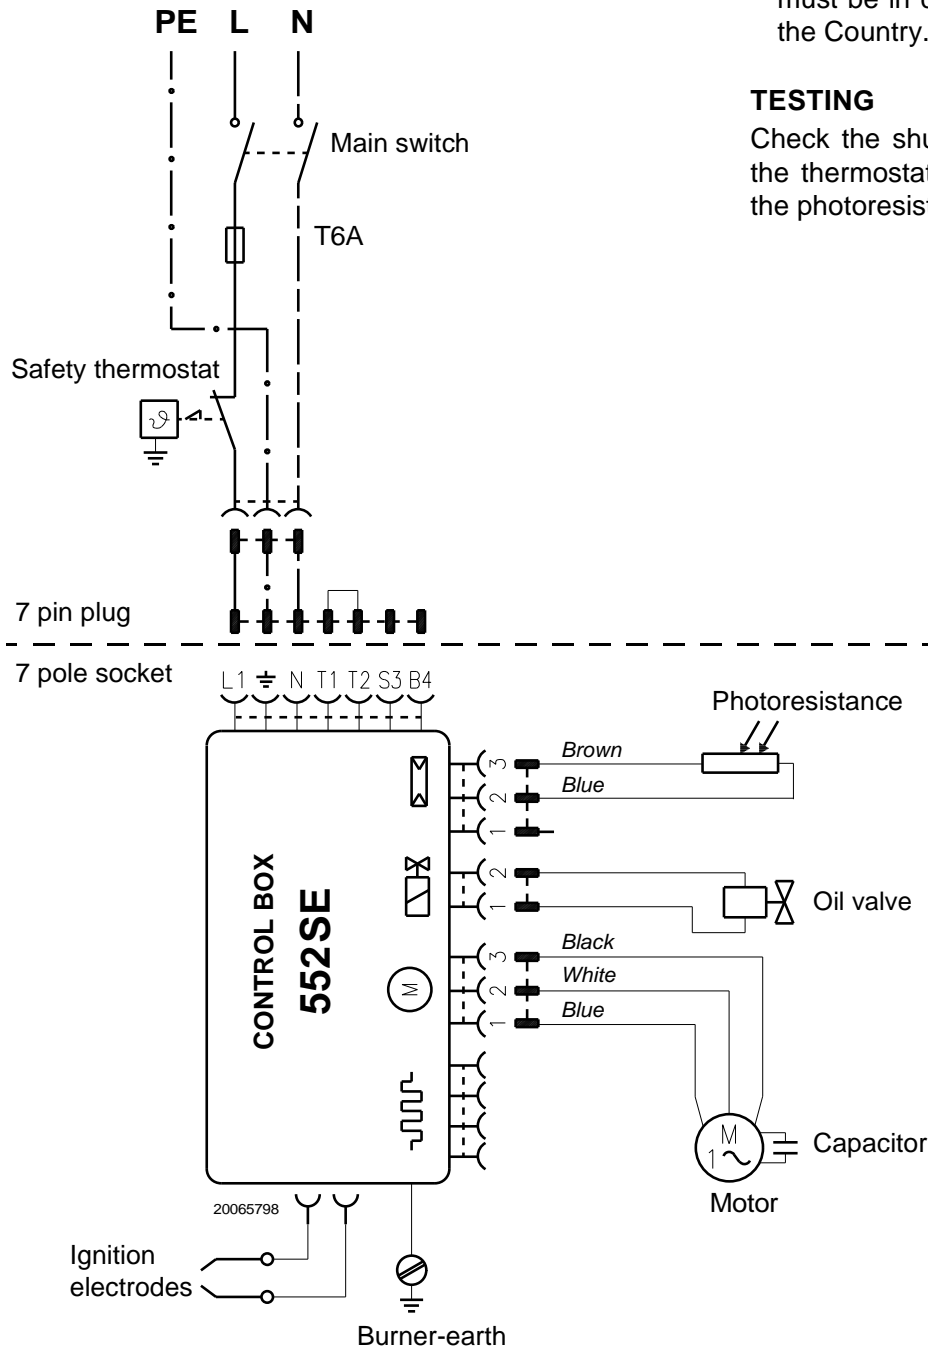 PE L N
must be in c
the Country.
TESTING
Check the shu
the thermostat
the photoresist
Main switch
T6A
Safety thermostat
7 pin plug
7 pole socket
L1 N T1 T2 S3 B4
Photoresistance
3 Brown
2 Blue
1
2
1
Oil valve
CONTROL BOX
552SE
3 Black
2 White
1 Blue
M
M
1
Capacitor
Motor
20065798
Ignition
electrodes
Burner-earth